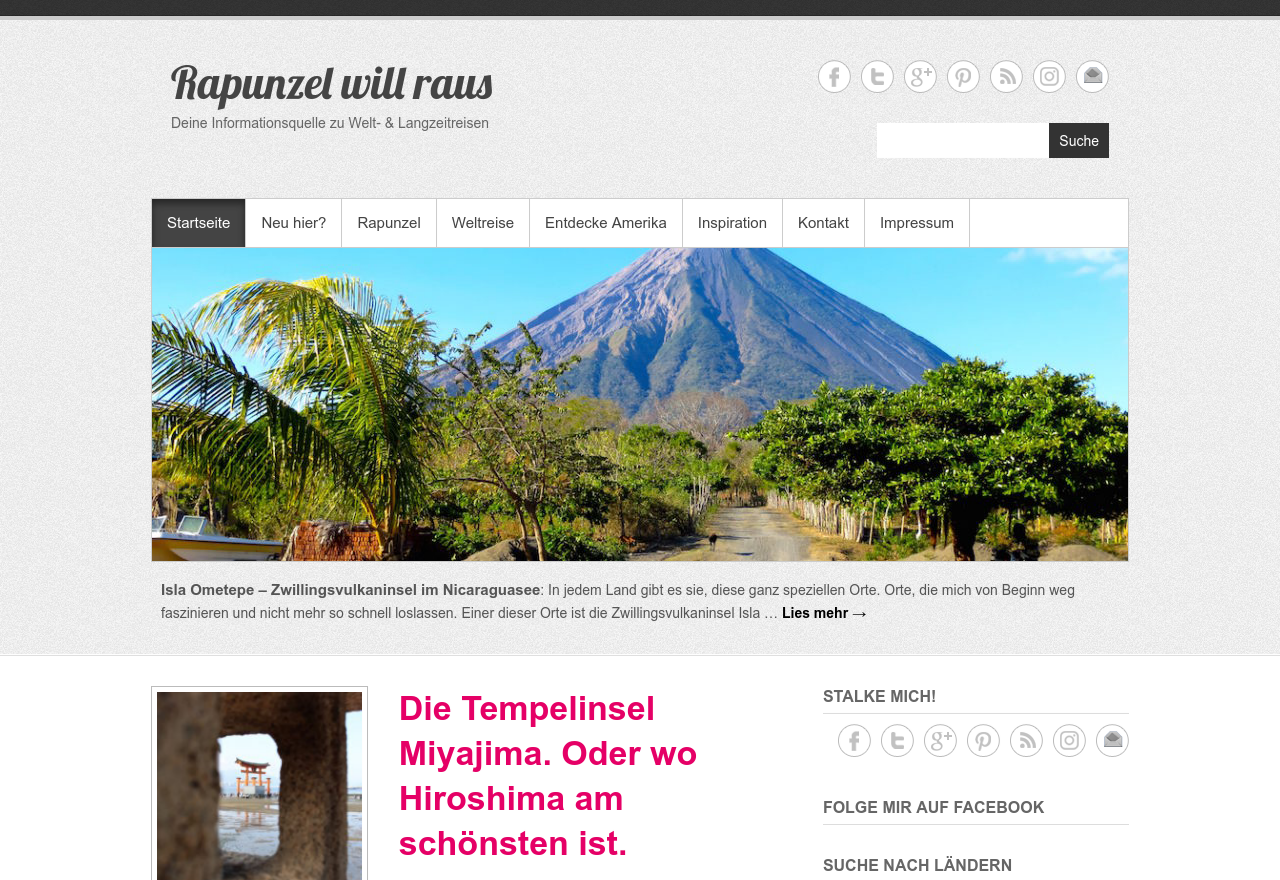 Rapunzel will raus
Deine Informationsquelle zu Welt- & Langzeitreisen
Suche
Startseite
Neu hier?
Rapunzel
Weltreise
Entdecke Amerika
Inspiration
Kontakt
Impressum
Isla Ometepe – Zwillingsvulkaninsel im Nicaraguasee: In jedem Land gibt es sie, diese ganz speziellen Orte. Orte, die mich von Beginn weg
faszinieren und nicht mehr so schnell loslassen. Einer dieser Orte ist die Zwillingsvulkaninsel Isla … Lies mehr →
Die Tempelinsel
Miyajima. Oder wo
Hiroshima am
schönsten ist.
STALKE MICH!
FOLGE MIR AUF FACEBOOK
SUCHE NACH LÄNDERN